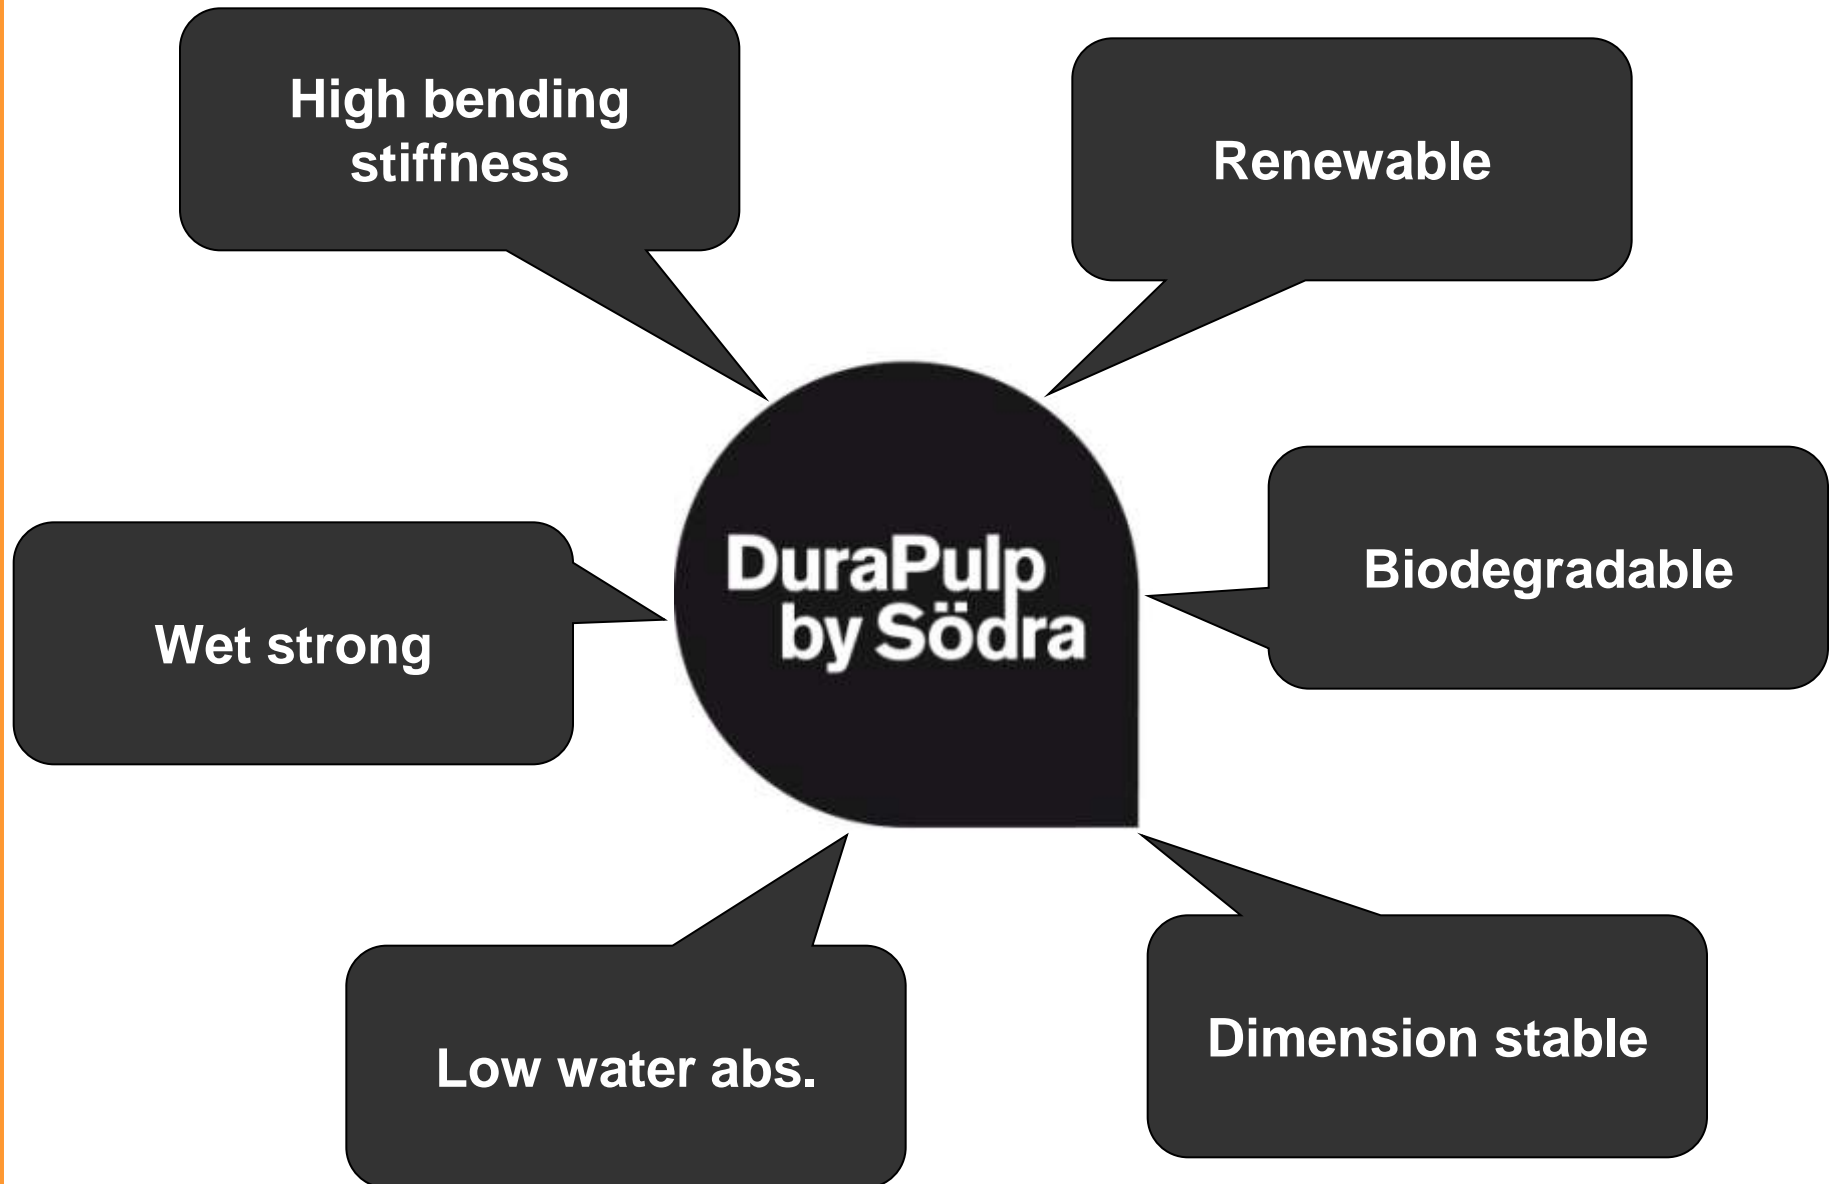 High bending
stiffness
Renewable
DuraPulp
by Södra
Biodegradable
Wet strong
Low water abs.
Dimension stable